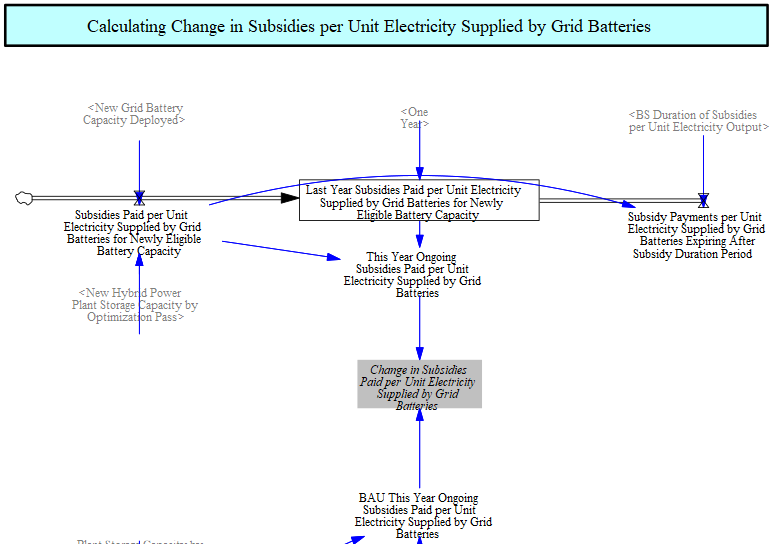 Calculating Change in Subsidies per Unit Electricity Supplied by Grid Batteries
<New Grid Battery
Capacity Deployed>
<One
Year>
<BS Duration of Subsidies
per Unit Electricity Output>
Last Year Subsidies Paid per Unit Electricity
Supplied by Grid Batteries for Newly
Eligible Battery Capacity
Subsidies Paid per Unit
Electricity Supplied by Grid
Batteries for Newly Eligible
Battery Capacity
Subsidy Payments per Unit
Electricity Supplied by Grid
Batteries Expiring After
Subsidy Duration Period
This Year Ongoing
Subsidies Paid per Unit
Electricity Supplied by Grid
Batteries
<New Hybrid Power
Plant Storage Capacity by
Optimization Pass>
Change in Subsidies
Paid per Unit Electricity
Supplied by Grid
Batteries
BAU This Year Ongoing
Subsidies Paid per Unit
Electricity Supplied by Grid
Batteries
Plant Storage Capacity by